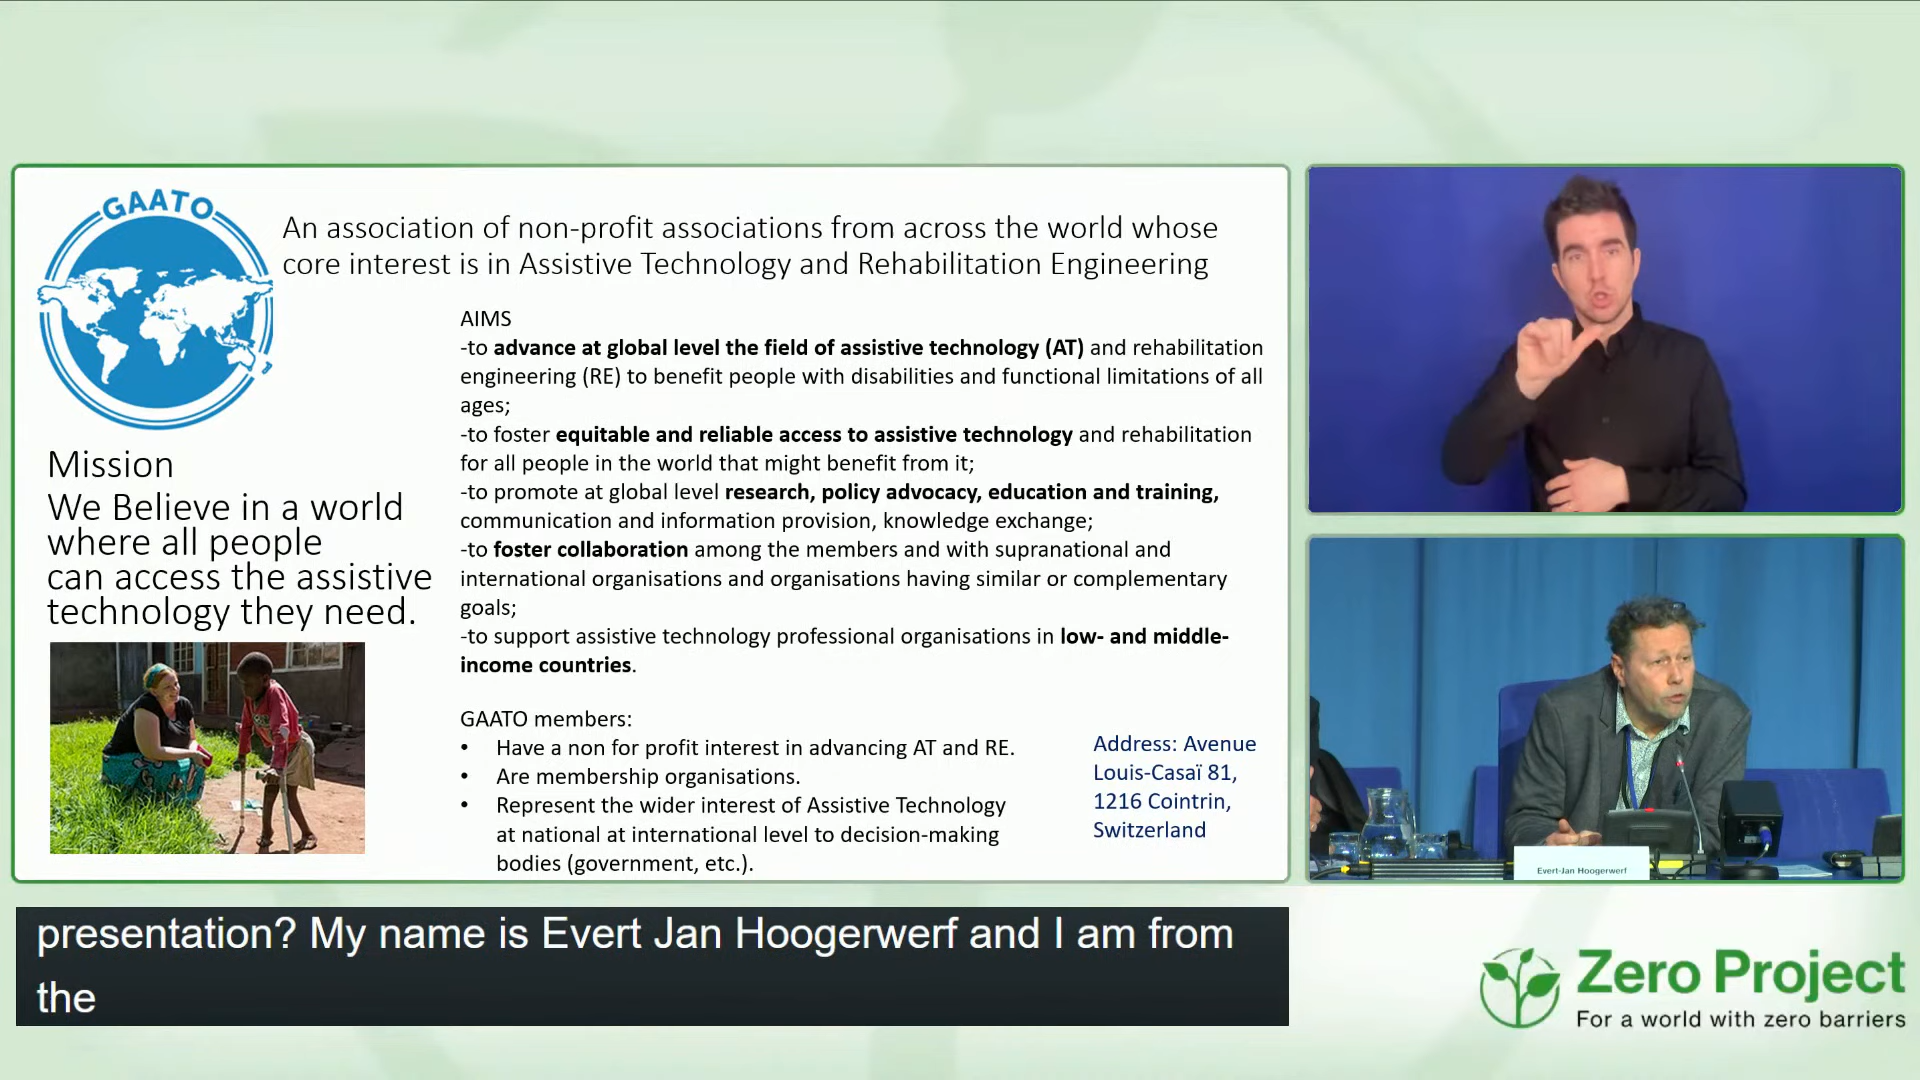 GAATO
An association of non-profit associations from across the world whose
core interest is in Assistive Technology and Rehabilitation Engineering
Mission
We Believe in a world
where all people
can access the assistive
technology they need.
AIMS
-to advance at global level the field of assistive technology (AT) and rehabilitation
engineering (RE) to benefit people with disabilities and functional limitations of all
ages;
-to foster equitable and reliable access to assistive technology and rehabilitation
for all people in the world that might benefit from it;
-to promote at global level research, policy advocacy, education and training,
communication and information provision, knowledge exchange;
-to foster collaboration among the members and with supranational and
international organisations and organisations having similar or complementary
goals;
-to support assistive technology professional organisations in low- and middle-
income countries.
GAATO members:
• Have a non for profit interest in advancing AT and RE.
• Are membership organisations.
• Represent the wider interest of Assistive Technology
at national at international level to decision-making
bodies (government, etc.).
Address: Avenue
Louis-Casaï 81,
1216 Cointrin,
Switzerland
Evert-Jan Hoogerwerf
presentation? My name is Evert Jan Hoogerwerf and I am from
the
Zero Project
For a world with zero barriers